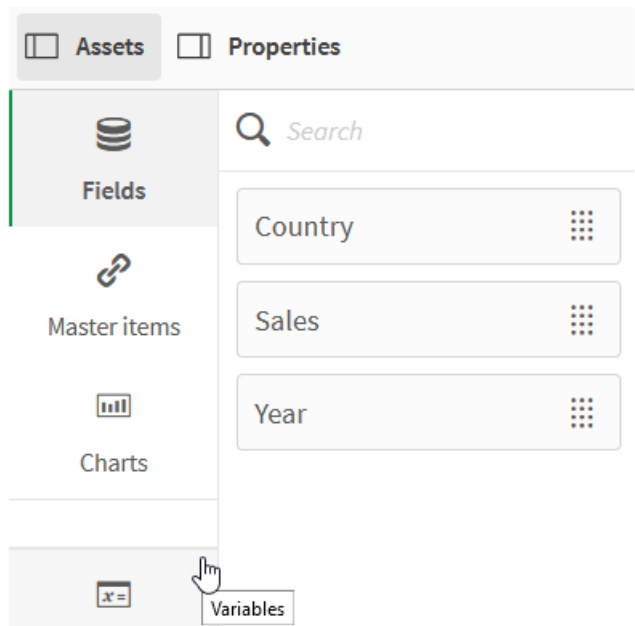 Assets
Properties
Fields
Search
Country
Master items
Sales
Year
Charts
x=
Variables